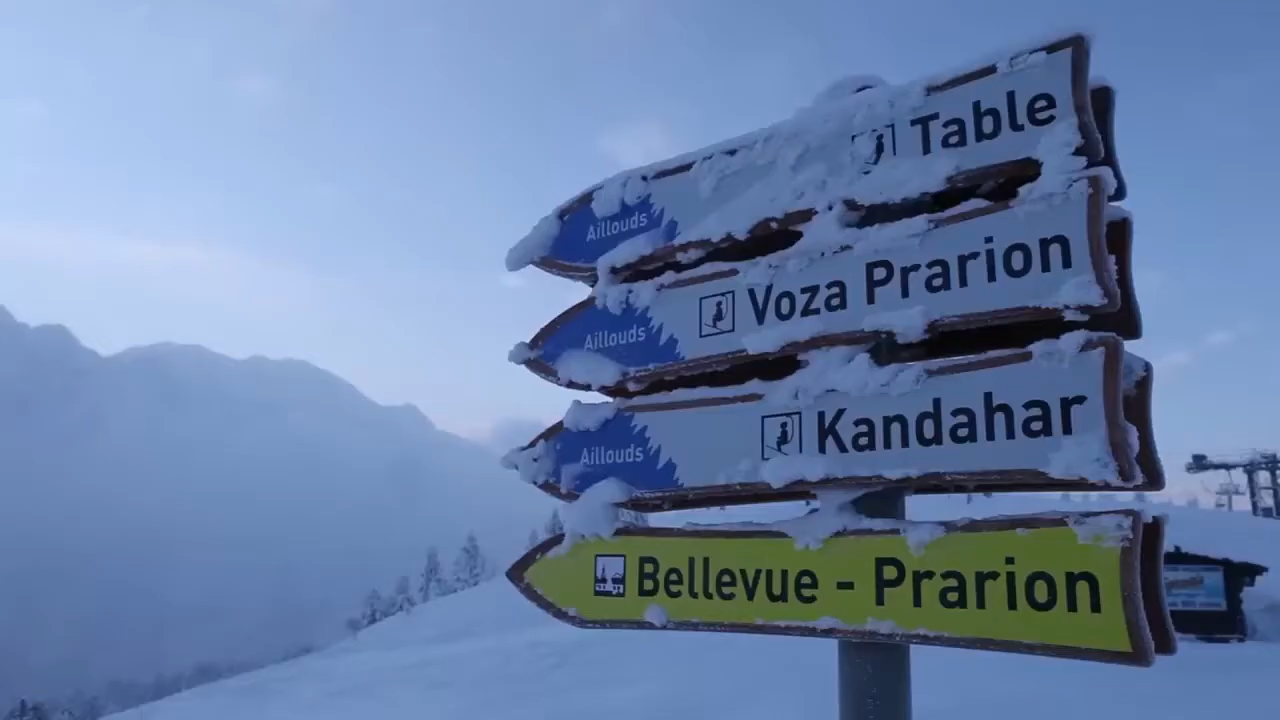 Table
Aillouds
Voza Prarion
Aillouds
Kandahar
Aillouds
Bellevue - Prarion